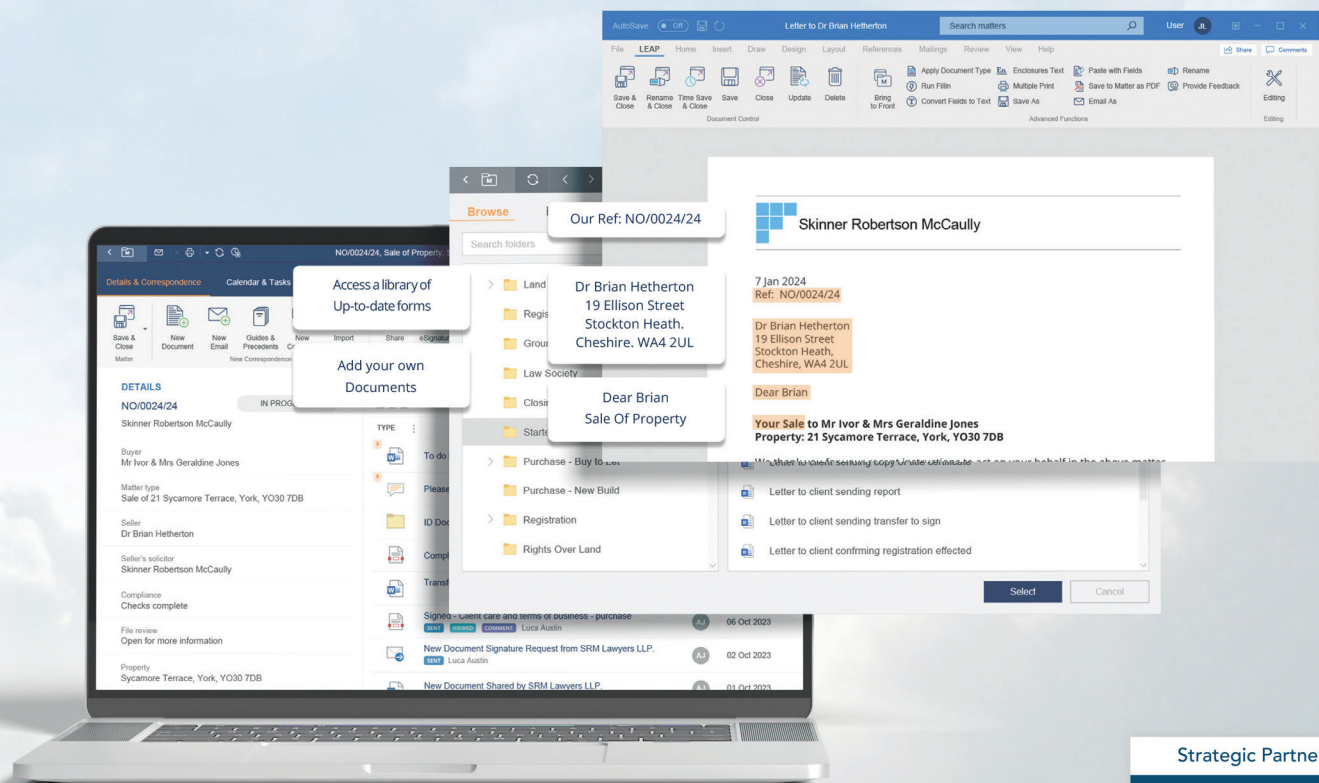 AutoSave Off
Letter to Dr Brian Hetherton
Search matters
User JL
File LEAP Home Insert Draw Design Layout References Mailings Review View Help
Share Comments
Save & Close
Rename & Close
Time Save & Close
Save
Close
Update
Delete
Bring to Front
Apply Document Type
Run Fillin
Convert Fields to Text
Enclosures Text
Multiple Print
Save As
Paste with Fields
Save to Matter as PDF
Email As
Rename
Provide Feedback
Editing
Document Control
Advanced Functions
Editing
Skinner Robertson McCaully
7 Jan 2024
Ref: NO/0024/24
Dr Brian Hetherton
19 Ellison Street
Stockton Heath,
Cheshire, WA4 2UL
Dear Brian
Your Sale to Mr Ivor & Mrs Geraldine Jones
Property: 21 Sycamore Terrace, York, YO30 7DB
Browse
Search folders
Land
Law Society
Purchase - Buy to Let
Purchase - New Build
Registration
Rights Over Land
Our Ref: NO/0024/24
Dr Brian Hetherton
19 Ellison Street
Stockton Heath.
Cheshire. WA4 2UL
Dear Brian
Sale Of Property
Letter to client sending report
Letter to client sending transfer to sign
Letter to client confrming registration effected
Select
Cancel
Access a library of
Up-to-date forms
Add your own
Documents
NO/0024/24, Sale of Property,
Details & Correspondence
Calendar & Tasks
Save & Close
New Document
New Email
Guides & Precedents
New
Import
Share
Matter
New Correspondence
DETAILS
NO/0024/24
Skinner Robertson McCaully
Buyer
Mr Ivor & Mrs Geraldine Jones
Matter type
Sale of 21 Sycamore Terrace, York, YO30 7DB
Seller
Dr Brian Hetherton
Seller's solicitor
Skinner Robertson McCaully
Compliance
Checks complete
File review
Open for more information
Property
Sycamore Terrace, York, YO30 7DB
TYPE
To do
Please
Signed - Client care and terms of business - purchase
SENT VIEWED COMMENT Luca Austin
AJ 06 Oct 2023
New Document Signature Request from SRM Lawyers LLP.
SENT Luca Austin
AJ 02 Oct 2023
New Document Shared by SRM Lawyers LLP.
01 Oct 2023
Strategic Partne